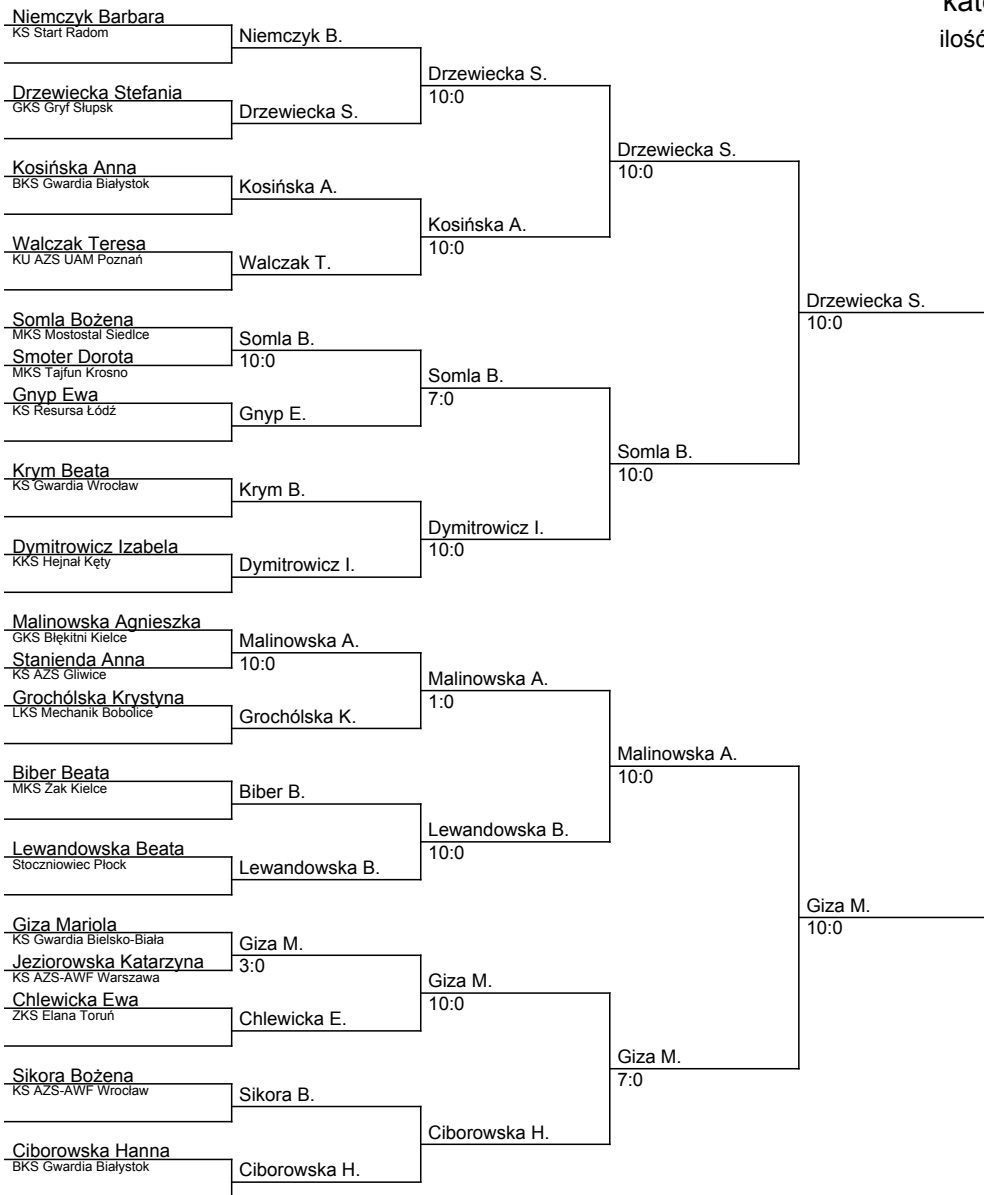 kat
ilość
Niemczyk Barbara
KS Start Radom
Niemczyk B.
Drzewiecka S.
10:0
Drzewiecka Stefania
GKS Gryf Słupsk
Drzewiecka S.
Drzewiecka S.
10:0
Kosińska Anna
BKS Gwardia Białystok
Kosińska A.
Kosińska A.
10:0
Walczak Teresa
KU AZS UAM Poznań
Walczak T.
Drzewiecka S.
10:0
Somla Bożena
MKS Mostostal Siedlce
Somla B.
10:0
Smoter Dorota
MKS Tajfun Krosno
Somla B.
7:0
Gnyp Ewa
KS Resursa Łódź
Gnyp E.
Somla B.
10:0
Krym Beata
KS Gwardia Wrocław
Krym B.
Dymitrowicz I.
10:0
Dymitrowicz Izabela
KKS Hejnał Kęty
Dymitrowicz I.
Malinowska Agnieszka
GKS Błękitni Kielce
Malinowska A.
10:0
Stanienda Anna
KS AZS Gliwice
Malinowska A.
1:0
Grochólska Krystyna
LKS Mechanik Bobolice
Grochólska K.
Malinowska A.
10:0
Biber Beata
MKS Żak Kielce
Biber B.
Lewandowska B.
10:0
Lewandowska Beata
Stoczniowiec Płock
Lewandowska B.
Giza M.
10:0
Giza Mariola
KS Gwardia Bielsko-Biała
Giza M.
3:0
Jeziorowska Katarzyna
KS AZS-AWF Warszawa
Giza M.
10:0
Chlewicka Ewa
ZKS Elana Toruń
Chlewicka E.
Giza M.
7:0
Sikora Bożena
KS AZS-AWF Wrocław
Sikora B.
Ciborowska H.
Ciborowska Hanna
BKS Gwardia Białystok
Ciborowska H.